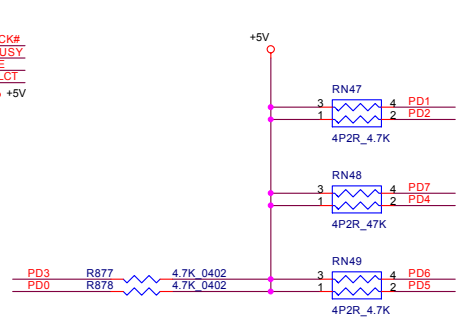 CK#
USY
E
LCT
+5V
+5V
RN47
3 4 PD1
1 2 PD2
4P2R_4.7K
RN48
3 4 PD7
1 2 PD4
4P2R_47K
RN49
PD3 R877 4.7K_0402 3 4 PD6
PD0 R878 4.7K_0402 1 2 PD5
4P2R_4.7K